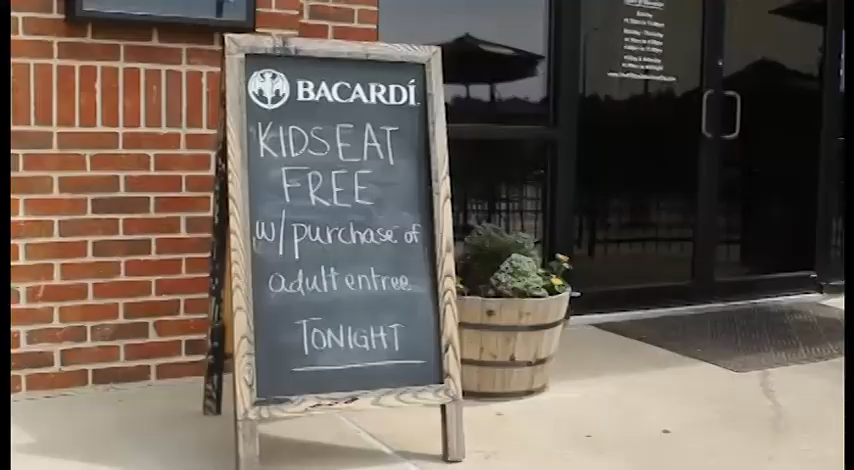 BACARDÍ
KIDS EAT
FREE
w/purchase of
adult entree
TONIGHT